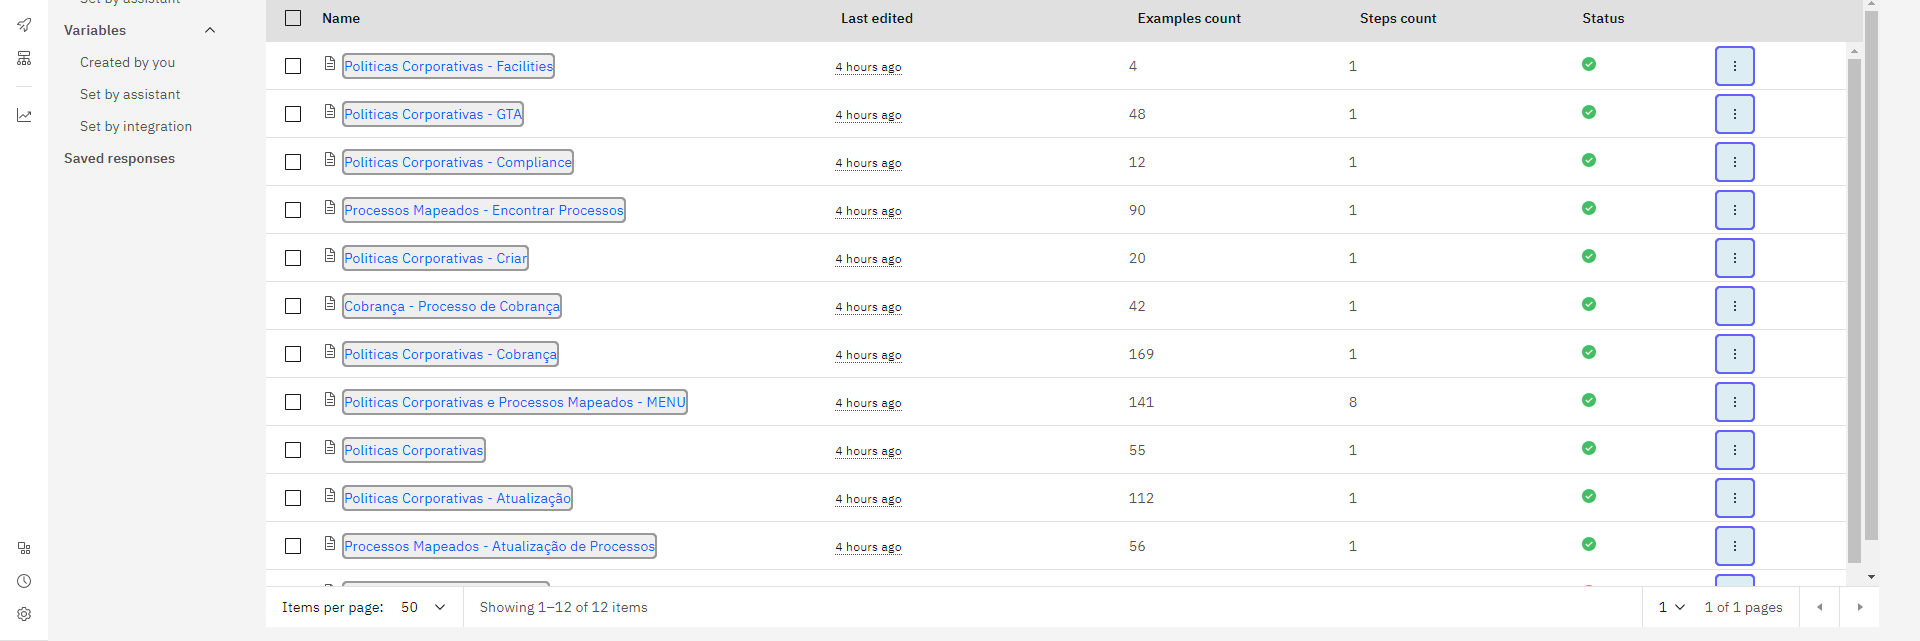 Set by assistant
Variables
Created by you
Set by assistant
Set by integration
Saved responses
Name Last edited Examples count Steps count Status
Politicas Corporativas - Facilities 4 hours ago 4 1
Politicas Corporativas - GTA 4 hours ago 48 1
Politicas Corporativas - Compliance 4 hours ago 12 1
Processos Mapeados - Encontrar Processos 4 hours ago 90 1
Politicas Corporativas - Criar 4 hours ago 20 1
Cobrança - Processo de Cobrança 4 hours ago 42 1
Politicas Corporativas - Cobrança 4 hours ago 169 1
Politicas Corporativas e Processos Mapeados - MENU 4 hours ago 141 8
Politicas Corporativas 4 hours ago 55 1
Politicas Corporativas - Atualização 4 hours ago 112 1
Processos Mapeados - Atualização de Processos 4 hours ago 56 1
Items per page: 50 Showing 1–12 of 12 items 1 1 of 1 pages